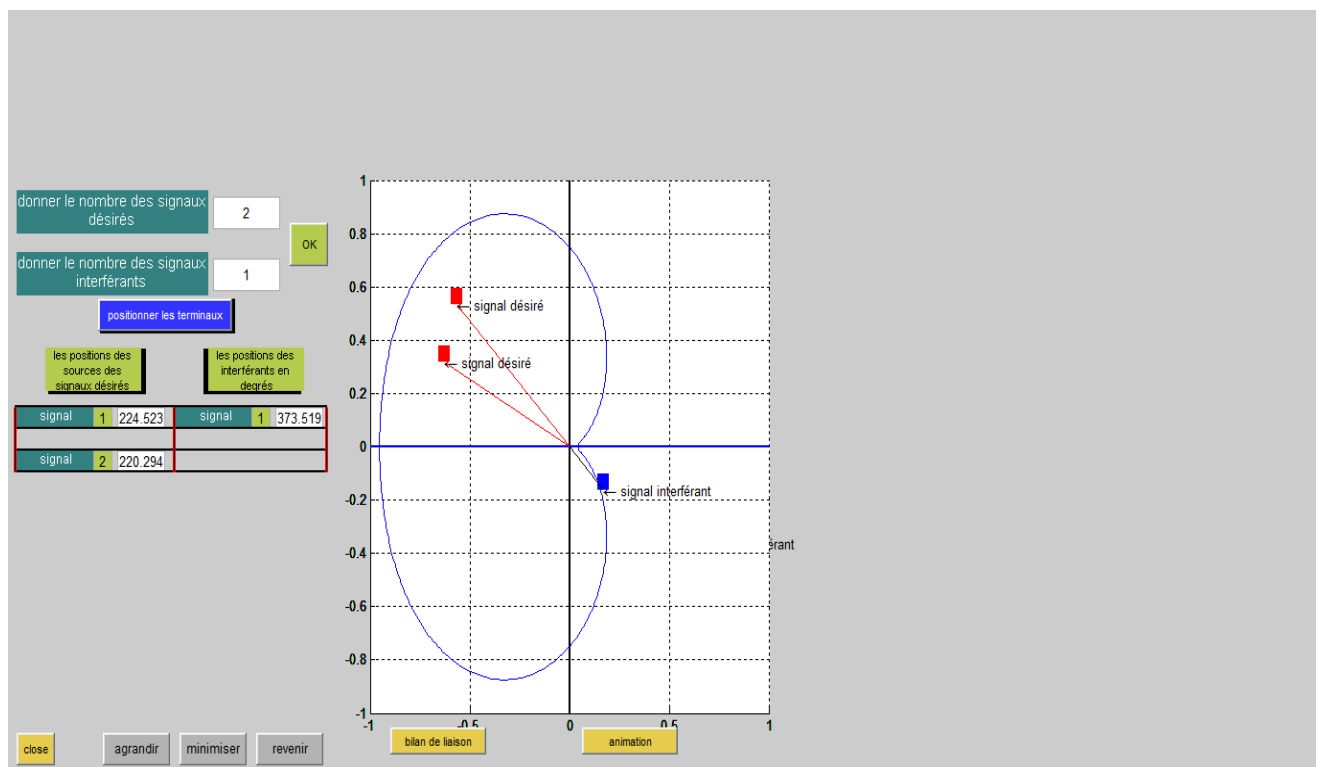 donner le nombre des signaux
désirés
2
OK
donner le nombre des signaux
interférants
1
positionner les terminaux
les positions des
sources des
signaux désirés
les positions des
interférants en
degrés
signal 1 224.523 signal 1 373.519
signal 2 220.294
1
0.8
0.6
0.4
0.2
0
-0.2
-0.4
-0.6
-0.8
-1
← signal désiré
← signal désiré
← signal interférant
érant
-1 -0.5 0 0.5 1
close
agrandir
minimiser
revenir
bilan de liaison
animation